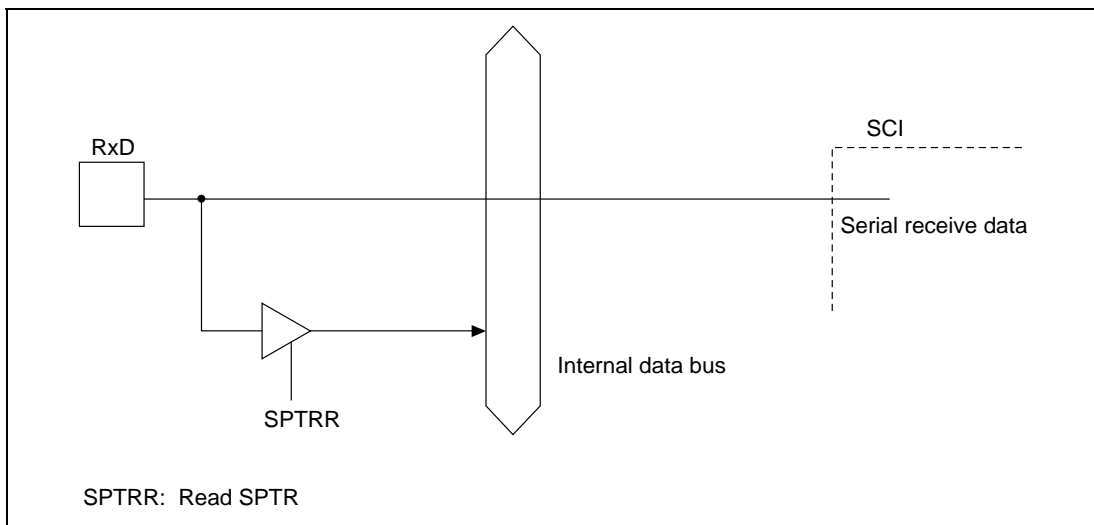 RxD
SCI
Serial receive data
Internal data bus
SPTRR
SPTRR: Read SPTR